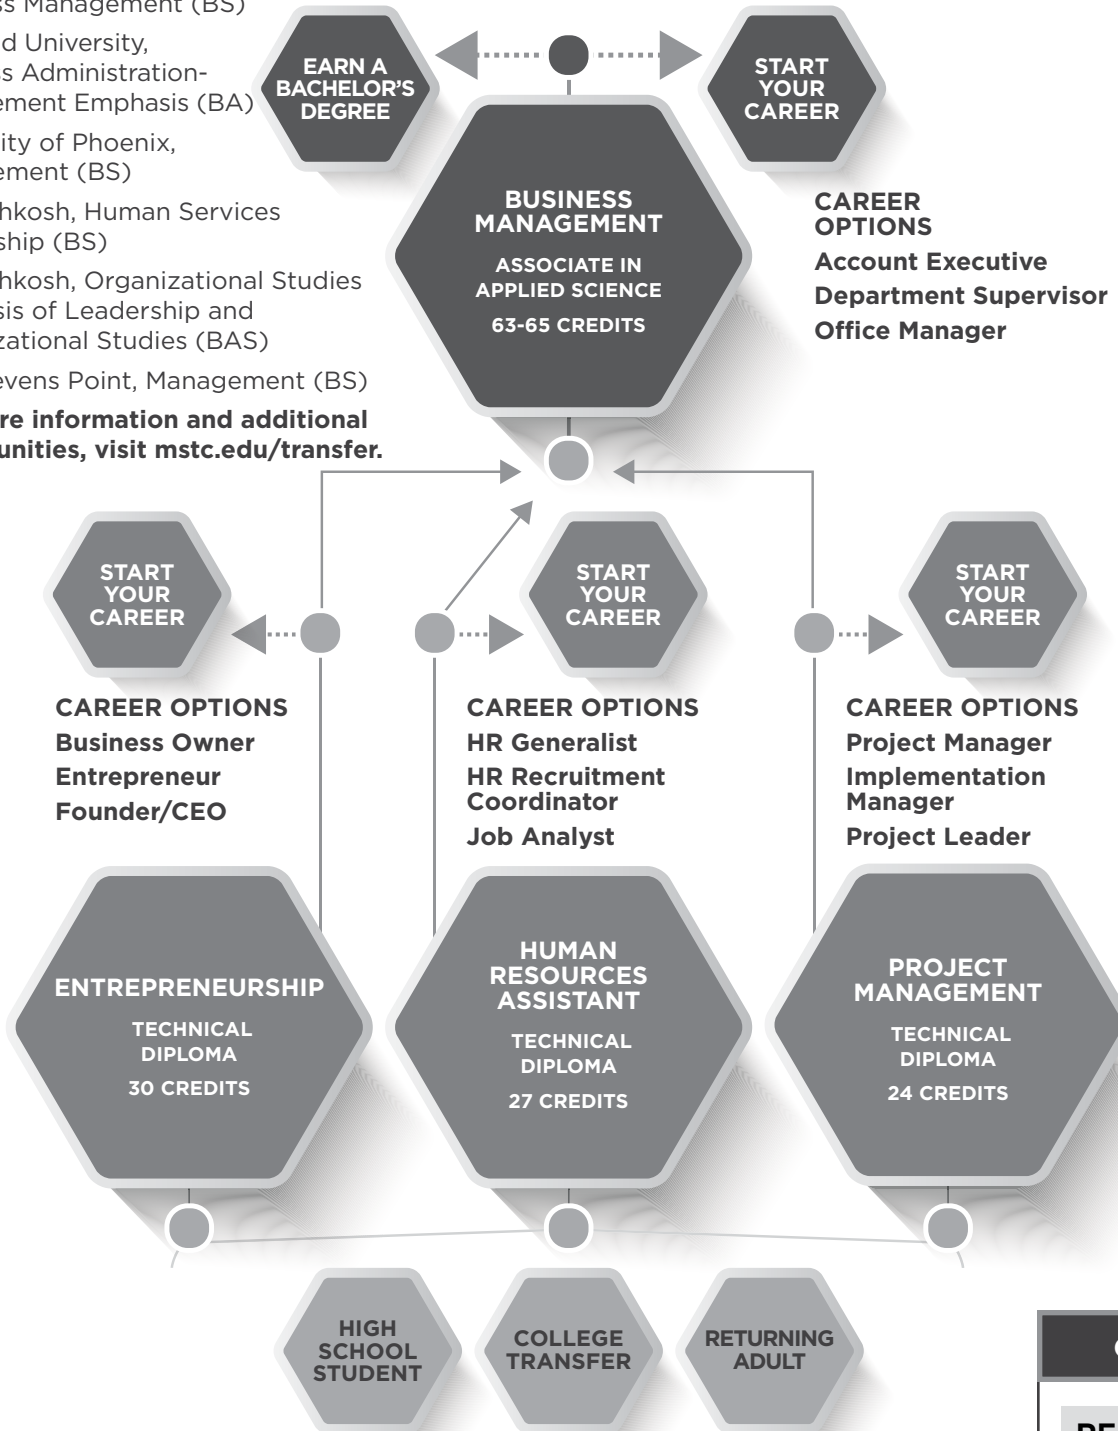 ss Management (BS)
d University,
ss Administration-
ement Emphasis (BA)
ity of Phoenix,
ement (BS)
hkosh, Human Services
ship (BS)
hkosh, Organizational Studies
sis of Leadership and
zational Studies (BAS)
evens Point, Management (BS)
re information and additional
unities, visit mstc.edu/transfer.
EARN A
BACHELOR'S
DEGREE
START
YOUR
CAREER
BUSINESS
MANAGEMENT
ASSOCIATE IN
APPLIED SCIENCE
63-65 CREDITS
CAREER
OPTIONS
Account Executive
Department Supervisor
Office Manager
START
YOUR
CAREER
CAREER OPTIONS
Business Owner
Entrepreneur
Founder/CEO
START
YOUR
CAREER
CAREER OPTIONS
HR Generalist
HR Recruitment
Coordinator
Job Analyst
START
YOUR
CAREER
CAREER OPTIONS
Project Manager
Implementation
Manager
Project Leader
ENTREPRENEURSHIP
TECHNICAL
DIPLOMA
30 CREDITS
HUMAN
RESOURCES
ASSISTANT
TECHNICAL
DIPLOMA
27 CREDITS
PROJECT
MANAGEMENT
TECHNICAL
DIPLOMA
24 CREDITS
HIGH
SCHOOL
STUDENT
COLLEGE
TRANSFER
RETURNING
ADULT